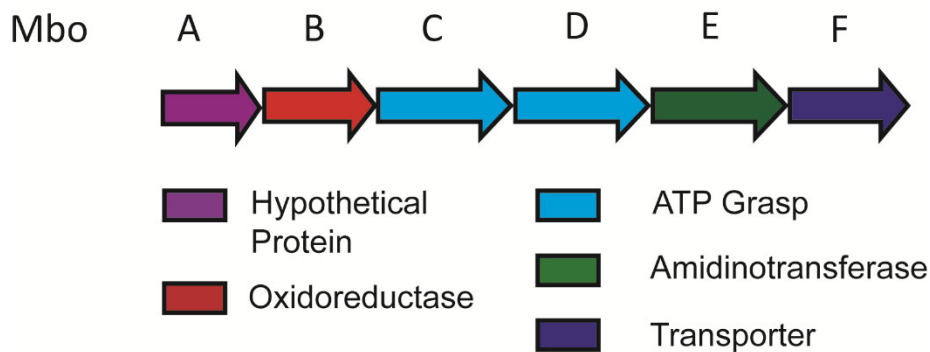 Mbo A B C D E F
Hypothetical
Protein
Oxidoreductase
ATP Grasp
Amidinotransferase
Transporter